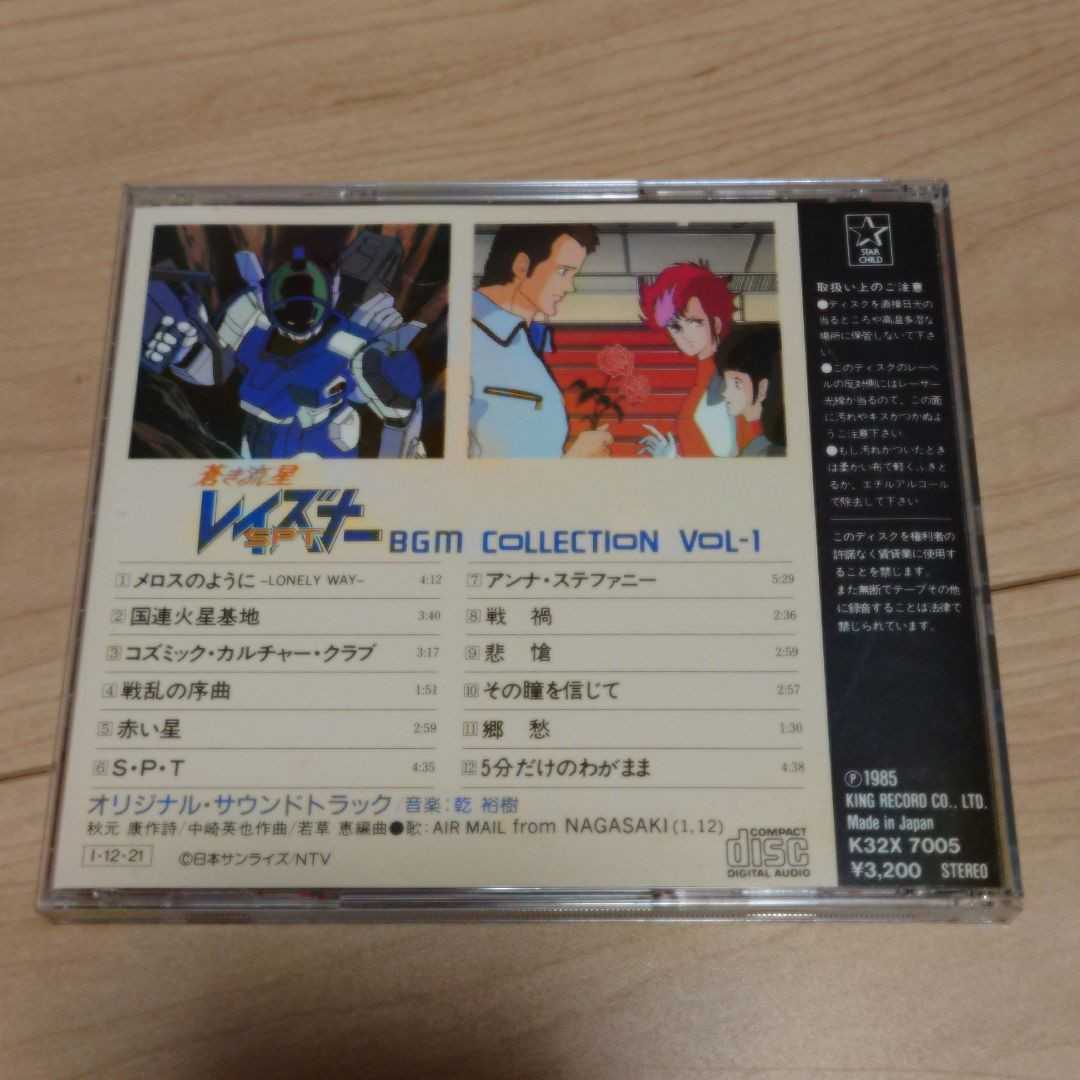 蒼き流星
レイズナー
SPT
BGM COLLECTION VOL-1
1 メロスのように -LONELY WAY- 4:12
2 国連火星基地 3:40
3 コズミック・カルチャー・クラブ 3:17
4 戦乱の序曲 1:51
5 赤い星 2:59
6 S・P・T 4:35
7 アンナ・ステファニー 5:29
8 戦禍 2:36
9 悲愴 2:59
10 その瞳を信じて 2:57
11 郷愁 1:30
12 5分だけのわがまま 4:38
オリジナル・サウンドトラック/音楽:乾 裕樹
秋元 康作詩/中崎英也作曲/若草 恵編曲●歌:AIR MAIL from NAGASAKI(1,12)
I-12-21 ©日本サンライズ/NTV
COMPACT
disc
DIGITAL AUDIO
STAR
CHILD
取扱い上のご注意
●ディスクを直接日光の
当るところや高温多湿な
場所に保管しないで下さ
い。
●このディスクのレーベ
ルの反対側にはレーザー
光線が当るので、この面
に汚れやキズがつかぬよ
うご注意下さい
●もし汚れがついたとき
は柔かい布で軽くふきと
るか、エチルアルコール
で除去して下さい
このディスクを権利者の
許諾なく賃貸業に使用す
ることを禁じます。
また無断でテープその他
に録音することは法律で
禁じられています。
Ⓟ1985
KING RECORD CO., LTD.
Made in Japan
K32X 7005
¥3,200 STEREO